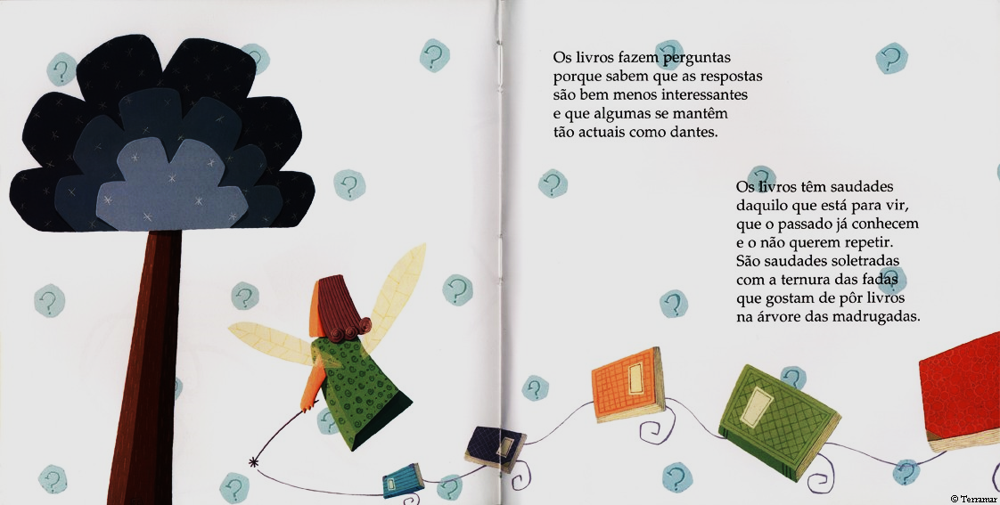 Os livros fazem perguntas
porque sabem que as respostas
são bem menos interessantes
e que algumas se mantêm
tão actuais como dantes.
Os livros têm saudades
daquilo que está para vir,
que o passado já conhecem
e o não querem repetir.
São saudades soletradas
com a ternura das fadas
que gostam de pôr livros
na árvore das madrugadas.
© Terramar